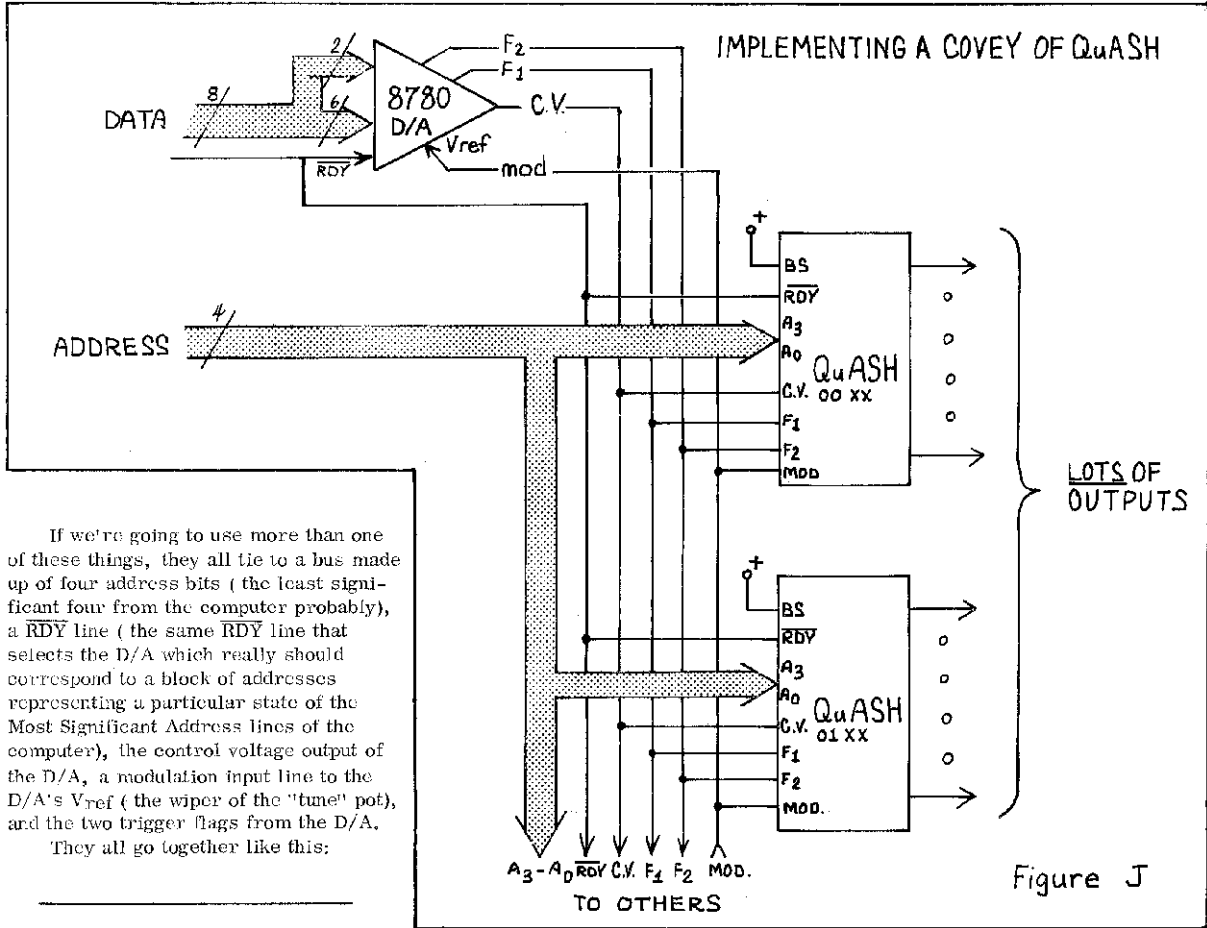 IMPLEMENTING A COVEY OF QuASH
F2
F1
2
8
6
8780
D/A
C.V.
DATA
Vref
RDY
mod
4
ADDRESS
+
BS
RDY
A3
A0
QuASH
00 XX
C.V.
F1
F2
MOD
LOTS OF
OUTPUTS
+
BS
RDY
A3
A0
QuASH
01 XX
C.V.
F1
F2
MOD.
If we're going to use more than one
of these things, they all tie to a bus made
up of four address bits ( the least signi-
ficant four from the computer probably),
a RDY line ( the same RDY line that
selects the D/A which really should
correspond to a block of addresses
representing a particular state of the
Most Significant Address lines of the
computer), the control voltage output of
the D/A, a modulation input line to the
D/A's Vref ( the wiper of the "tune" pot),
and the two trigger flags from the D/A.
They all go together like this:
A3 - A0 RDY C.V. F1 F2 MOD.
TO OTHERS
Figure J